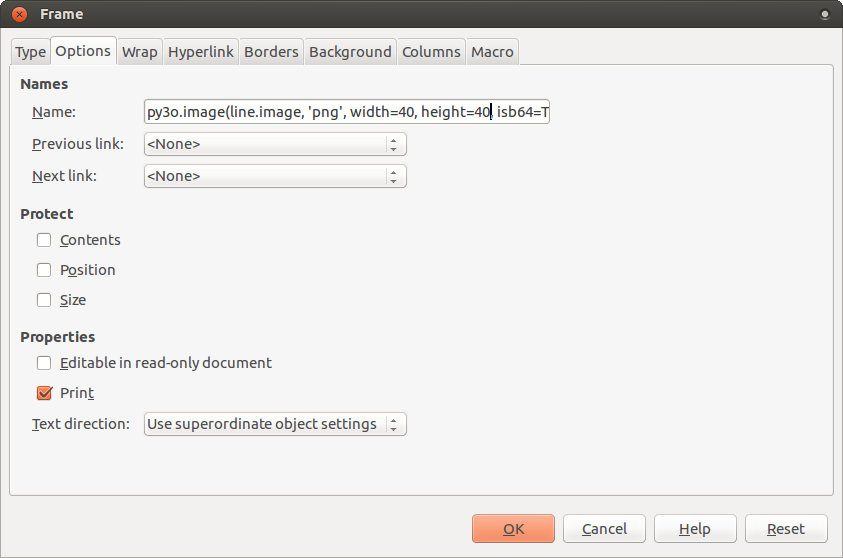 Frame
Type Options Wrap Hyperlink Borders Background Columns Macro
Names
Name: py3o.image(line.image, 'png', width=40, height=40, isb64=T
Previous link: <None>
Next link: <None>
Protect
Contents
Position
Size
Properties
Editable in read-only document
Print
Text direction: Use superordinate object settings
OK Cancel Help Reset